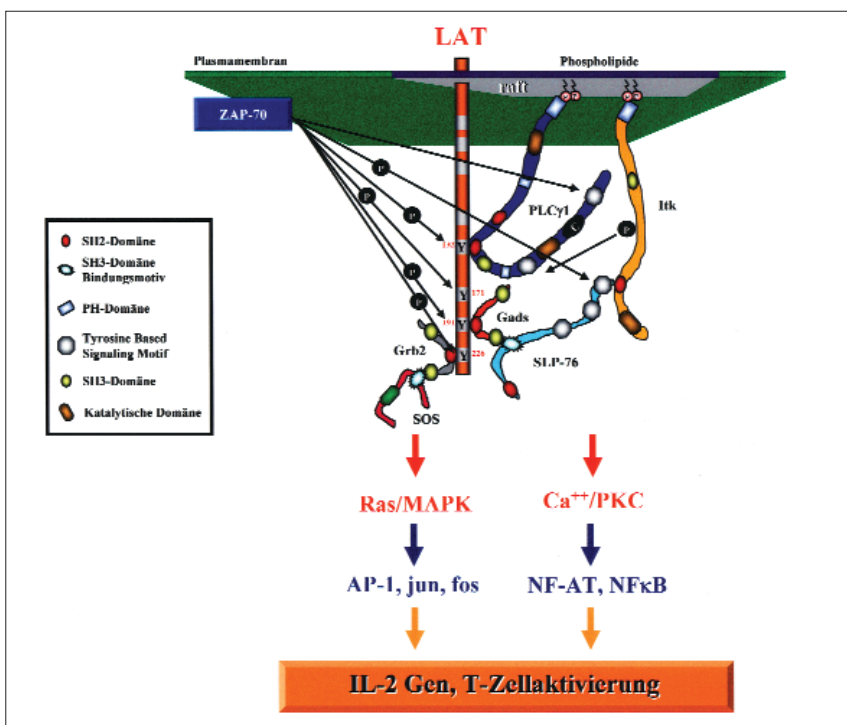 LAT
Plasmamembran
Phospholipide
raft
ZAP-70
P
P
P
P
P
P
PLCγ1
Itk
Y
132
Y
171
Y
191
Y
226
Gads
Grb2
SLP-76
SOS
SH2-Domäne
SH3-Domäne
Bindungsmotiv
PH-Domäne
Tyrosine Based
Signaling Motif
SH3-Domäne
Katalytische Domäne
Ras/MAPK
Ca++/PKC
AP-1, jun, fos
NF-AT, NFκB
IL-2 Gen, T-Zellaktivierung